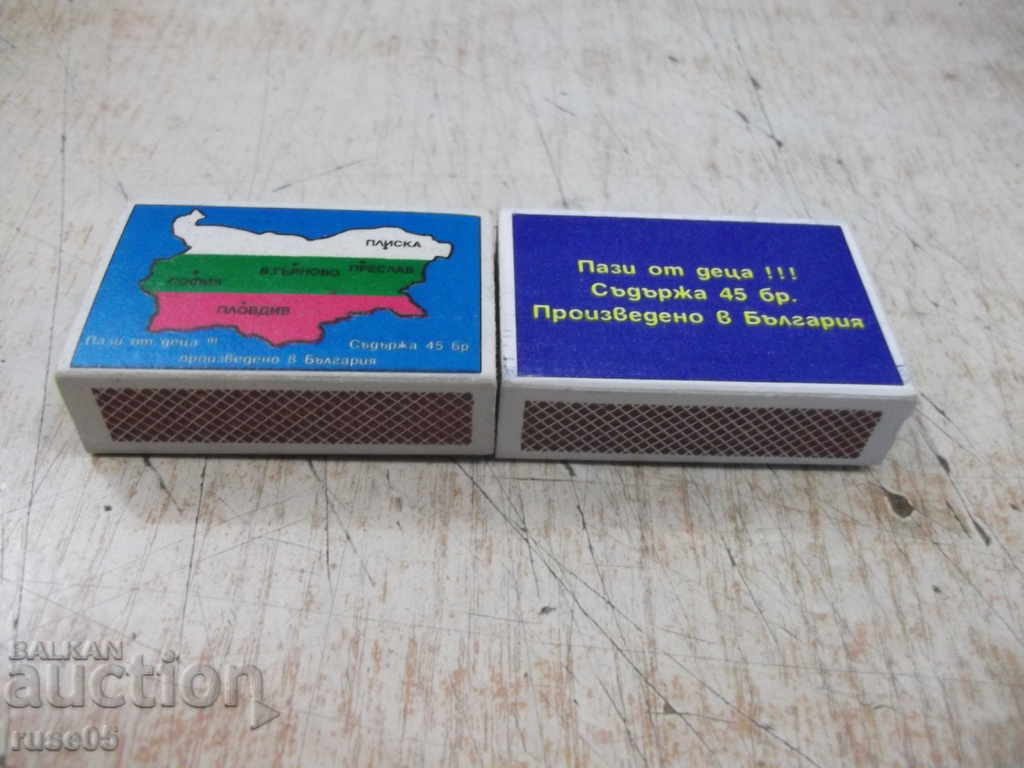 ПЛИСКА
В.ТЪРНОВО ПРЕСЛАВ
СОФИЯ
ПЛОВДИВ
Пази от деца !!! Съдържа 45 бр
произведено в България
Пази от деца !!!
Съдържа 45 бр.
Произведено в България
BALKAN
auction
ruse05